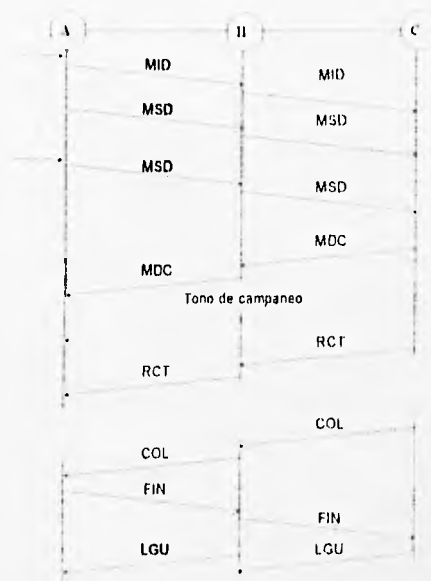 A B C
MID
MID
MSD
MSD
MSD
MSD
MDC
MDC
Tono de campaneo
RCT
RCT
COL
COL
FIN
FIN
LGU LGU